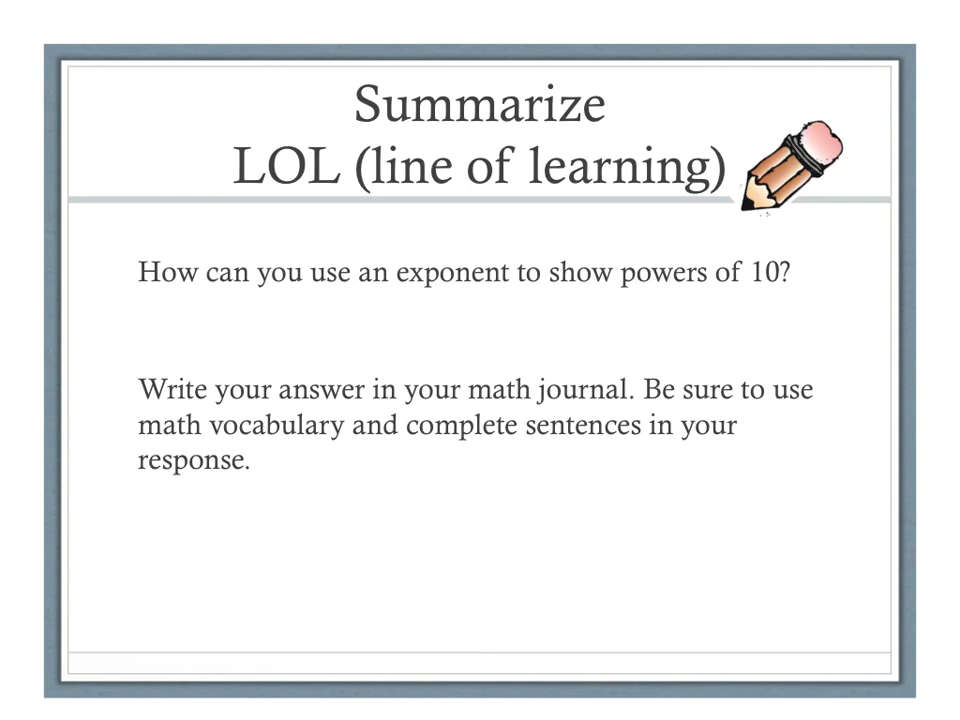 Summarize
LOL (line of learning)
How can you use an exponent to show powers of 10?
Write your answer in your math journal. Be sure to use
math vocabulary and complete sentences in your
response.